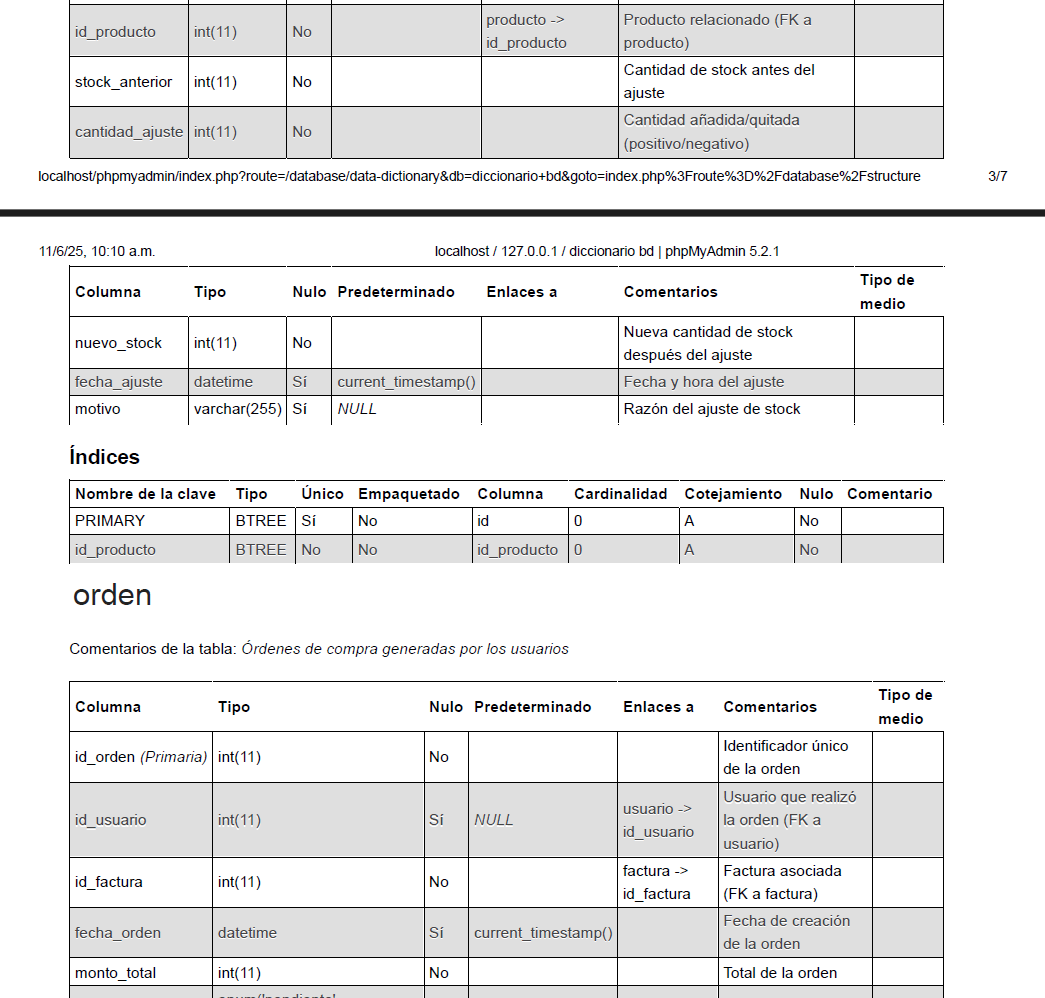 id_producto int(11) No producto -> id_producto Producto relacionado (FK a producto)
stock_anterior int(11) No Cantidad de stock antes del ajuste
cantidad_ajuste int(11) No Cantidad añadida/quitada (positivo/negativo)
localhost/phpmyadmin/index.php?route=/database/data-dictionary&db=diccionario+bd&goto=index.php%3Froute%3D%2Fdatabase%2Fstructure 3/7
11/6/25, 10:10 a.m. localhost / 127.0.0.1 / diccionario bd | phpMyAdmin 5.2.1
Columna Tipo Nulo Predeterminado Enlaces a Comentarios Tipo de medio
nuevo_stock int(11) No Nueva cantidad de stock después del ajuste
fecha_ajuste datetime Sí current_timestamp() Fecha y hora del ajuste
motivo varchar(255) Sí NULL Razón del ajuste de stock
Índices
Nombre de la clave Tipo Único Empaquetado Columna Cardinalidad Cotejamiento Nulo Comentario
PRIMARY BTREE Sí No id 0 A No
id_producto BTREE No No id_producto 0 A No
orden
Comentarios de la tabla: Órdenes de compra generadas por los usuarios
Columna Tipo Nulo Predeterminado Enlaces a Comentarios Tipo de medio
id_orden (Primaria) int(11) No Identificador único de la orden
id_usuario int(11) Sí NULL usuario -> id_usuario Usuario que realizó la orden (FK a usuario)
id_factura int(11) No factura -> id_factura Factura asociada (FK a factura)
fecha_orden datetime Sí current_timestamp() Fecha de creación de la orden
monto_total int(11) No Total de la orden